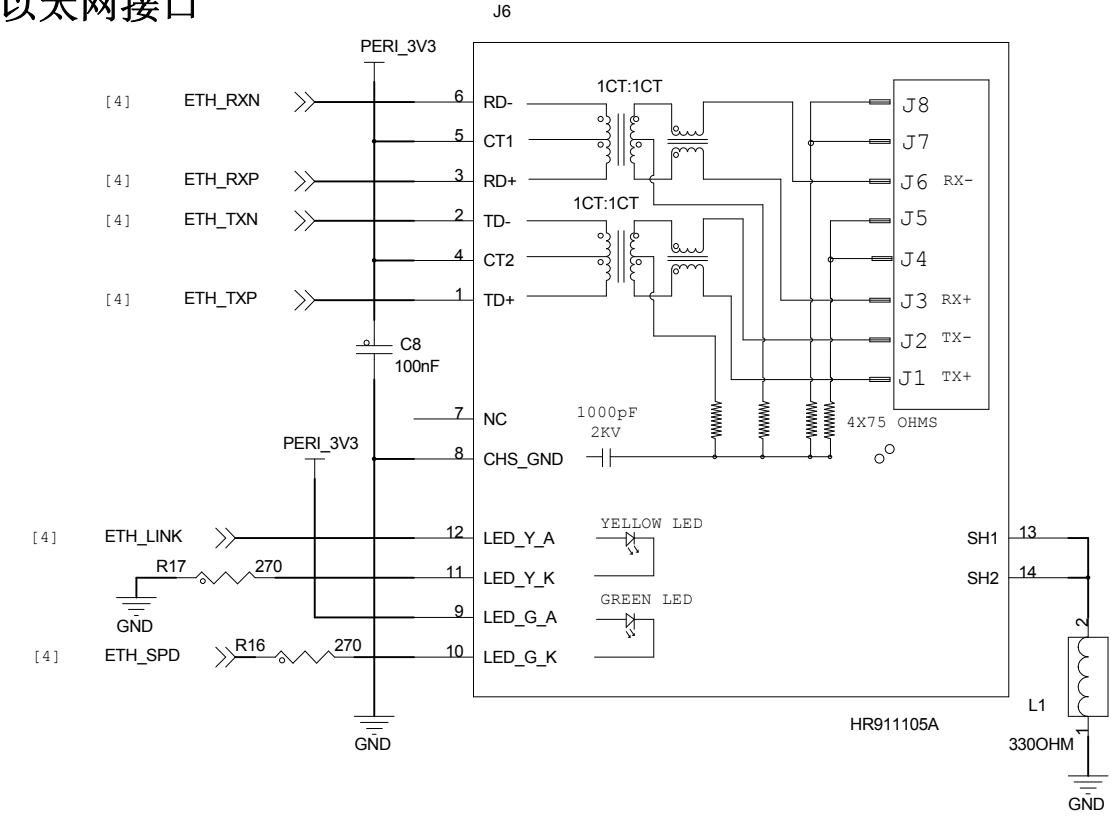 以太网接口
J6
PERI_3V3
[4] ETH_RXN 6 RD-
5 CT1
[4] ETH_RXP 3 RD+
[4] ETH_TXN 2 TD-
4 CT2
[4] ETH_TXP 1 TD+
1CT:1CT
1CT:1CT
J8
J7
J6 RX-
J5
J4
J3 RX+
J2 TX-
J1 TX+
C8
100nF
7 NC
1000pF
2KV
4X75 OHMS
PERI_3V3
8 CHS_GND
[4] ETH_LINK 12 LED_Y_A
YELLOW LED
R17 270 11 LED_Y_K
GND
9 LED_G_A
GREEN LED
[4] ETH_SPD R16 270 10 LED_G_K
SH1 13
SH2 14
2
L1
1
330OHM
HR911105A
GND
GND